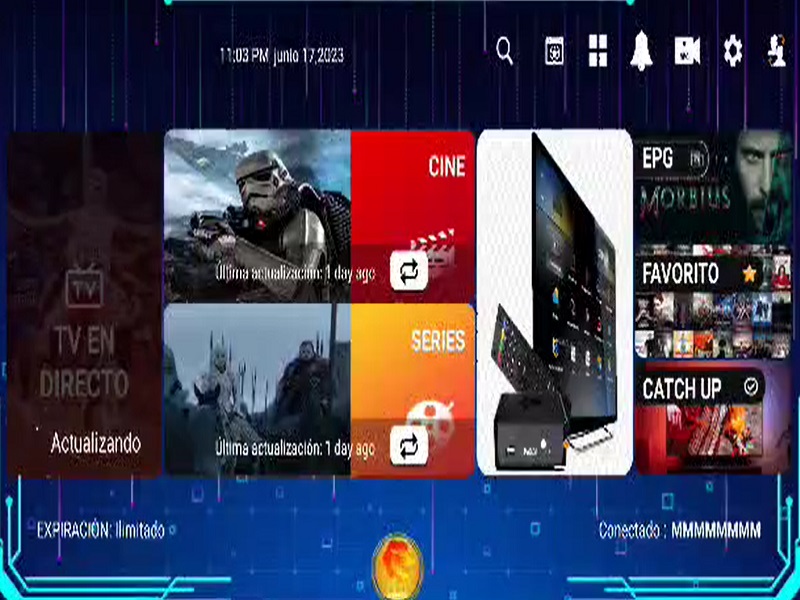 11:03 PM junio 17,2023
TV
TV EN
DIRECTO
Actualizando
CINE
Última actualización: 1 day ago
SERIES
Última actualización: 1 day ago
EPG
MORBIUS
FAVORITO
CATCH UP
EXPIRACIÓN: Ilimitado
Conectado : MMMMMMMM